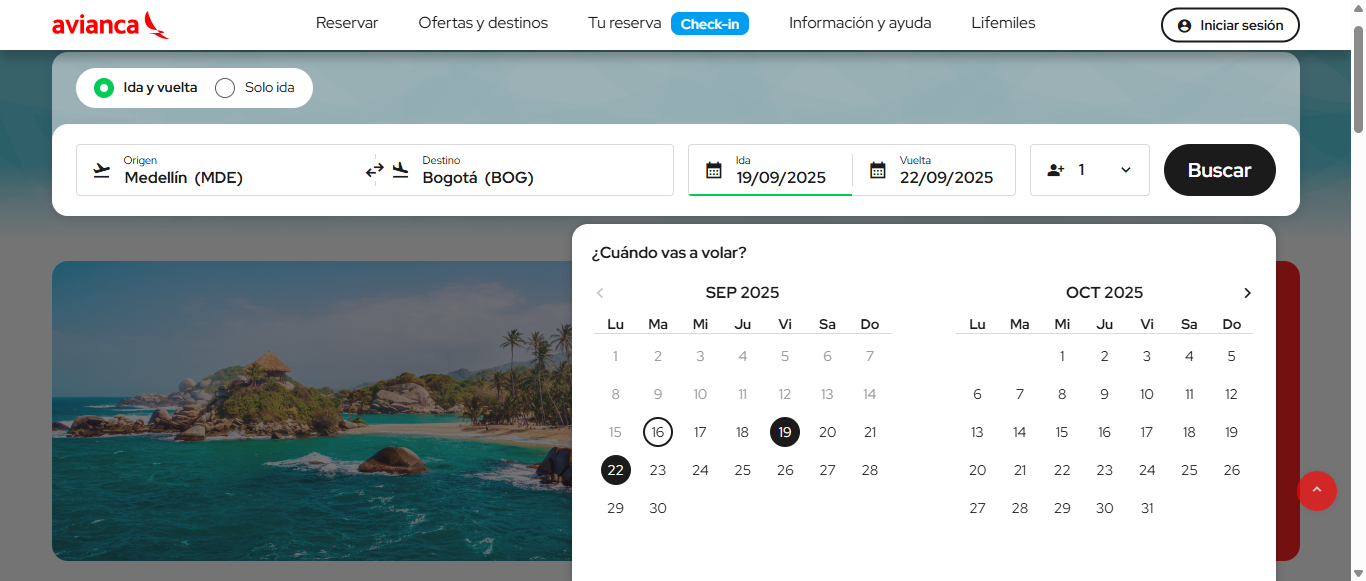 avianca
Reservar Ofertas y destinos Tu reserva Check-in Información y ayuda Lifemiles Iniciar sesión
Ida y vuelta Solo ida
Origen Destino Ida Vuelta
Medellín (MDE) Bogotá (BOG) 19/09/2025 22/09/2025 1 Buscar
¿Cuándo vas a volar?
SEP 2025
Lu Ma Mi Ju Vi Sa Do
1 2 3 4 5 6 7
8 9 10 11 12 13 14
15 16 17 18 19 20 21
22 23 24 25 26 27 28
29 30
OCT 2025
Lu Ma Mi Ju Vi Sa Do
1 2 3 4 5
6 7 8 9 10 11 12
13 14 15 16 17 18 19
20 21 22 23 24 25 26
27 28 29 30 31